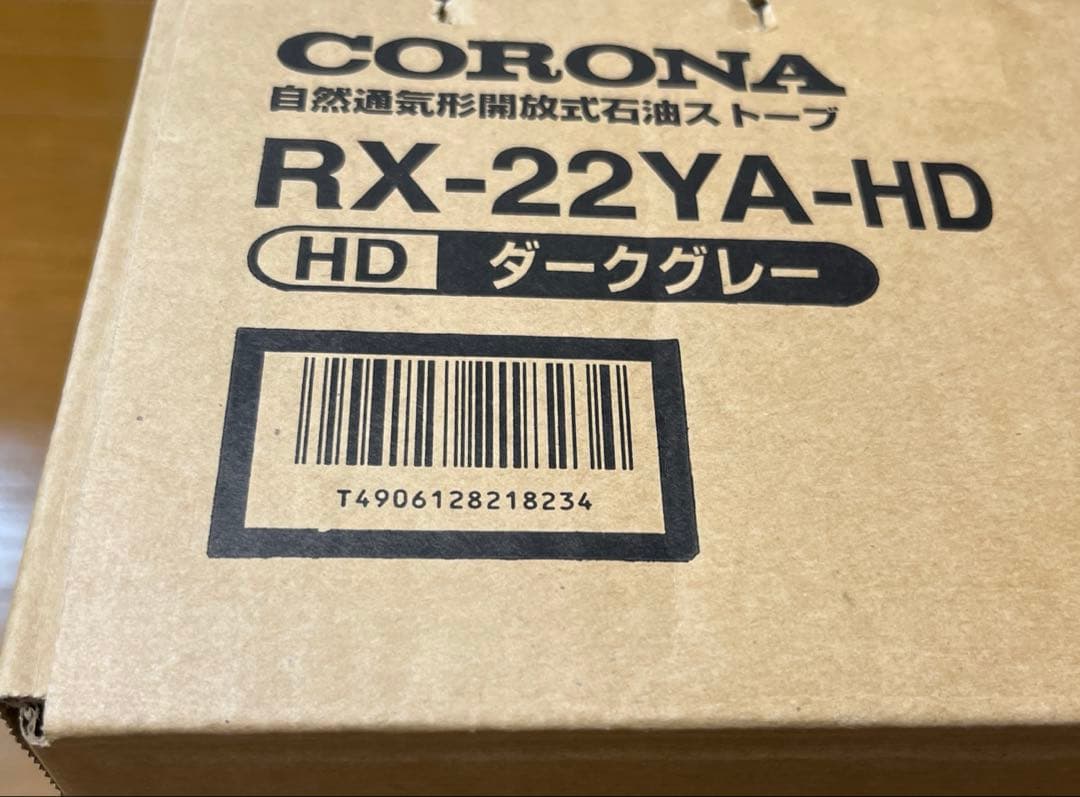 CORONA
自然通気形開放式石油ストーブ
RX-22YA-HD
HD ダークグレー
T4906128218234